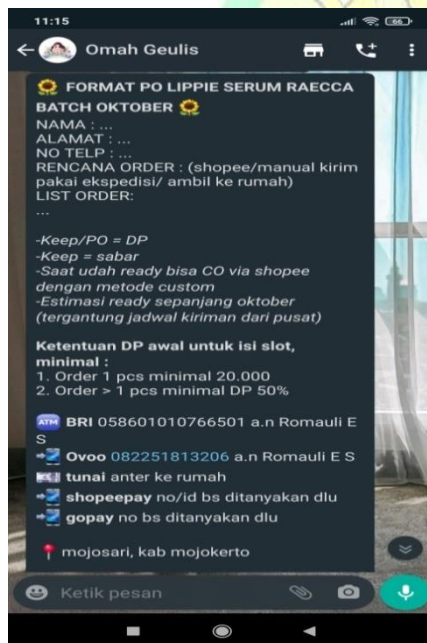 11:15
66
Omah Geulis
🌻 FORMAT PO LIPPIE SERUM RAECCA
BATCH OKTOBER 🌻
NAMA : ...
ALAMAT : ...
NO TELP : ...
RENCANA ORDER : (shopee/manual kirim
pakai ekspedisi/ ambil ke rumah)
LIST ORDER:
...
-Keep/PO = DP
-Keep = sabar
-Saat udah ready bisa CO via shopee
dengan metode custom
-Estimasi ready sepanjang oktober
(tergantung jadwal kiriman dari pusat)
Ketentuan DP awal untuk isi slot,
minimal :
1. Order 1 pcs minimal 20.000
2. Order > 1 pcs minimal DP 50%
🏧 BRI 058601010766501 a.n Romauli E
S
📲 Ovoo 082251813206 a.n Romauli E S
💵 tunai anter ke rumah
📲 shopeepay no/id bs ditanyakan dlu
📲 gopay no bs ditanyakan dlu
📍 mojosari, kab mojokerto
Ketik pesan